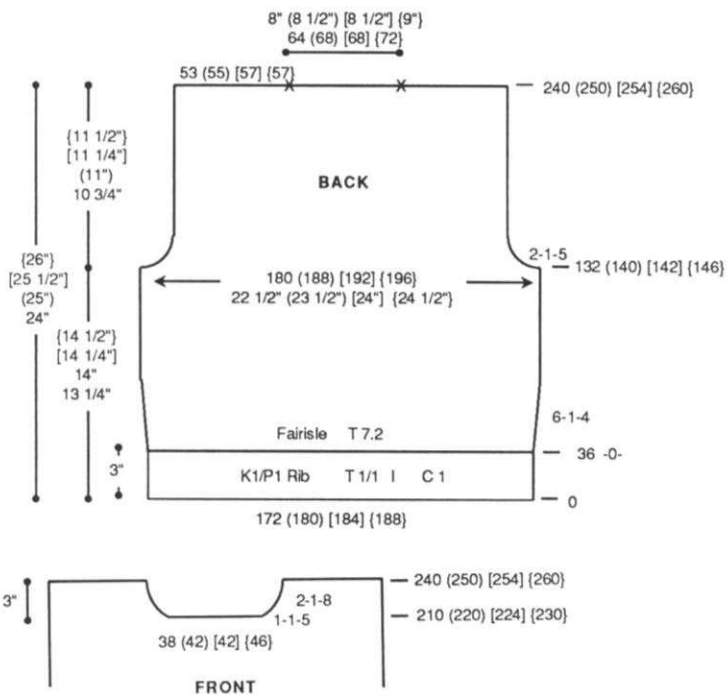 8" (8 1/2") [8 1/2"] {9"}
64 (68) [68] {72}
53 (55) [57] {57}
240 (250) [254] {260}
{11 1/2"}
[11 1/4"]
(11")
10 3/4"
BACK
{26"}
[25 1/2"]
(25")
24"
2-1-5
132 (140) [142] {146}
180 (188) [192] {196}
22 1/2" (23 1/2") [24"] {24 1/2"}
{14 1/2"}
[14 1/4"]
14"
13 1/4"
6-1-4
Fairisle T 7.2
36 -0-
3"
K1/P1 Rib T 1/1 I C 1
0
172 (180) [184] {188}
3"
240 (250) [254] {260}
2-1-8
1-1-5
210 (220) [224] {230}
38 (42) [42] {46}
FRONT